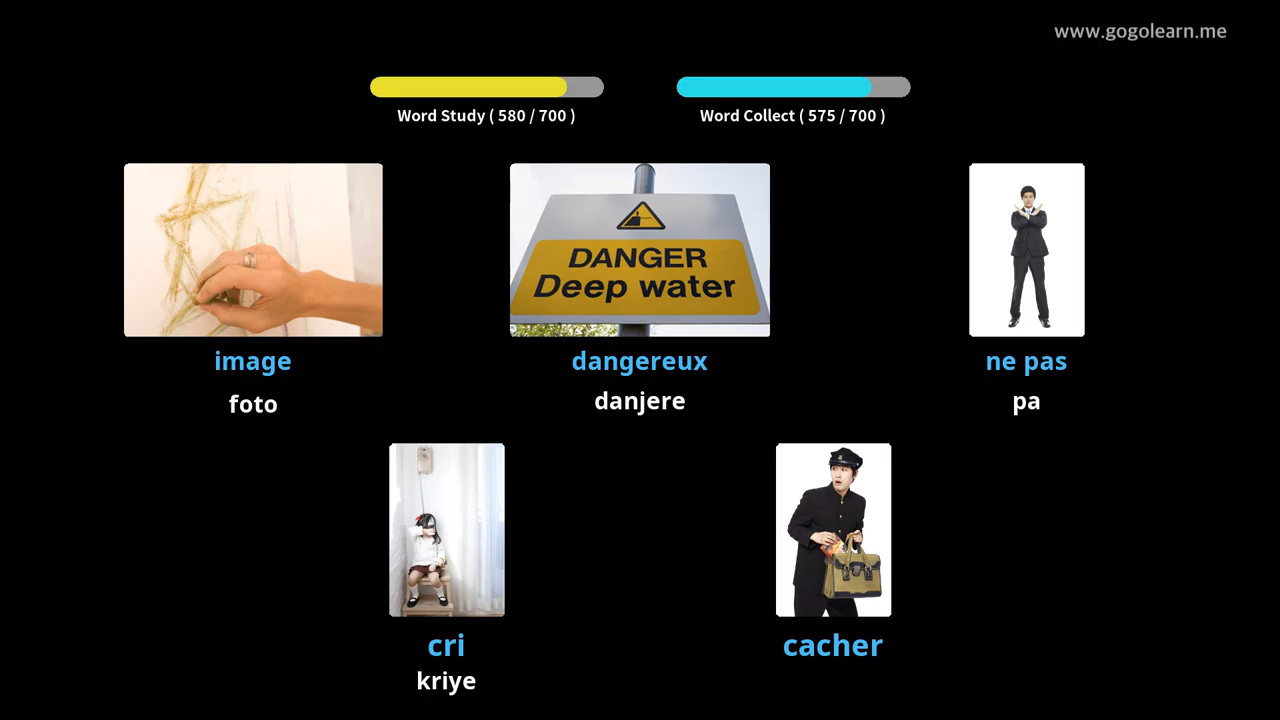 www.gogolearn.me
Word Study ( 580 / 700 )
Word Collect ( 575 / 700 )
DANGER
Deep water
image
dangereux
ne pas
foto
danjere
pa
cri
cacher
kriye